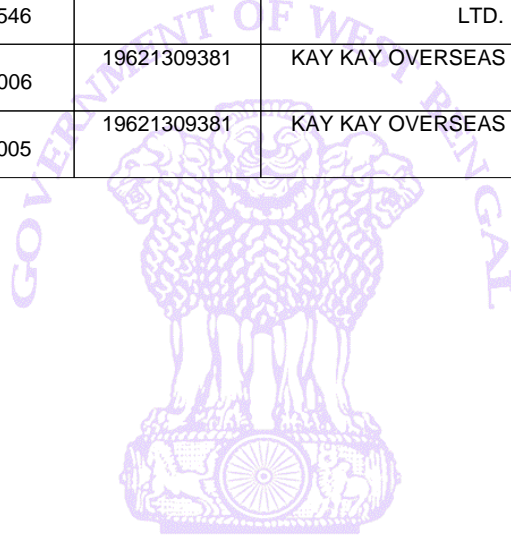 546 LTD.
006 19621309381 KAY KAY OVERSEAS
005 19621309381 KAY KAY OVERSEAS
GOVERNMENT OF WEST BENGAL